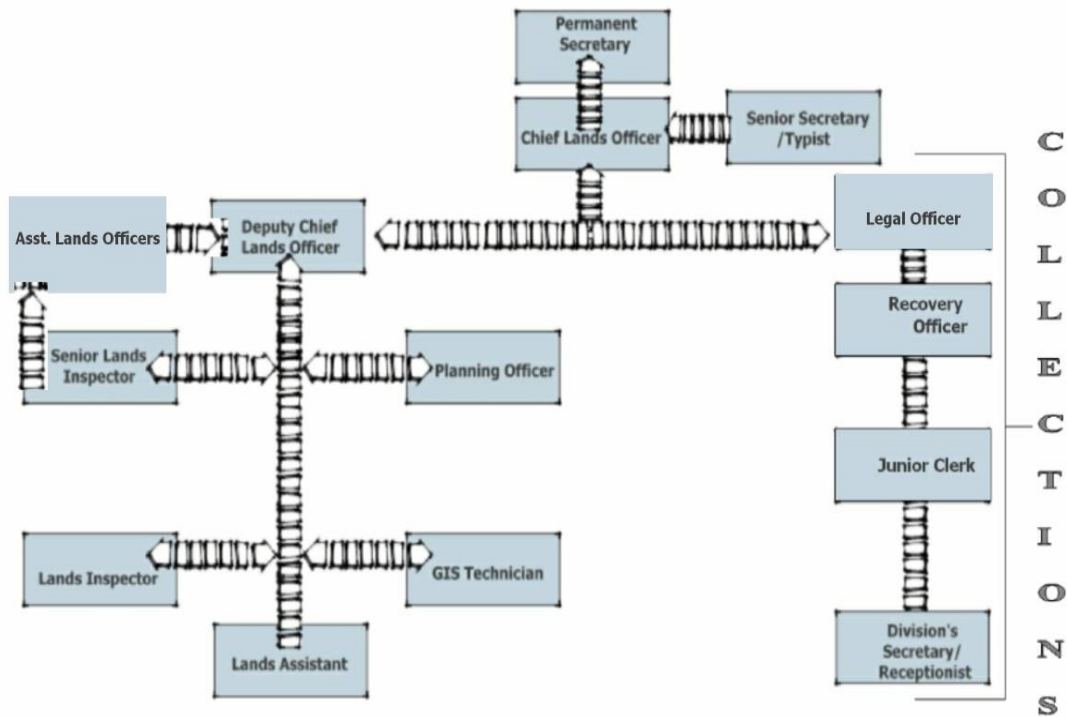 Permanent
Secretary
Chief Lands Officer
Senior Secretary
/Typist
Asst. Lands Officers
Deputy Chief
Lands Officer
Legal Officer
Recovery
Officer
Senior Lands
Inspector
Planning Officer
Junior Clerk
Lands Inspector
GIS Technician
Lands Assistant
Division's
Secretary/
Receptionist
COLLECTIONS